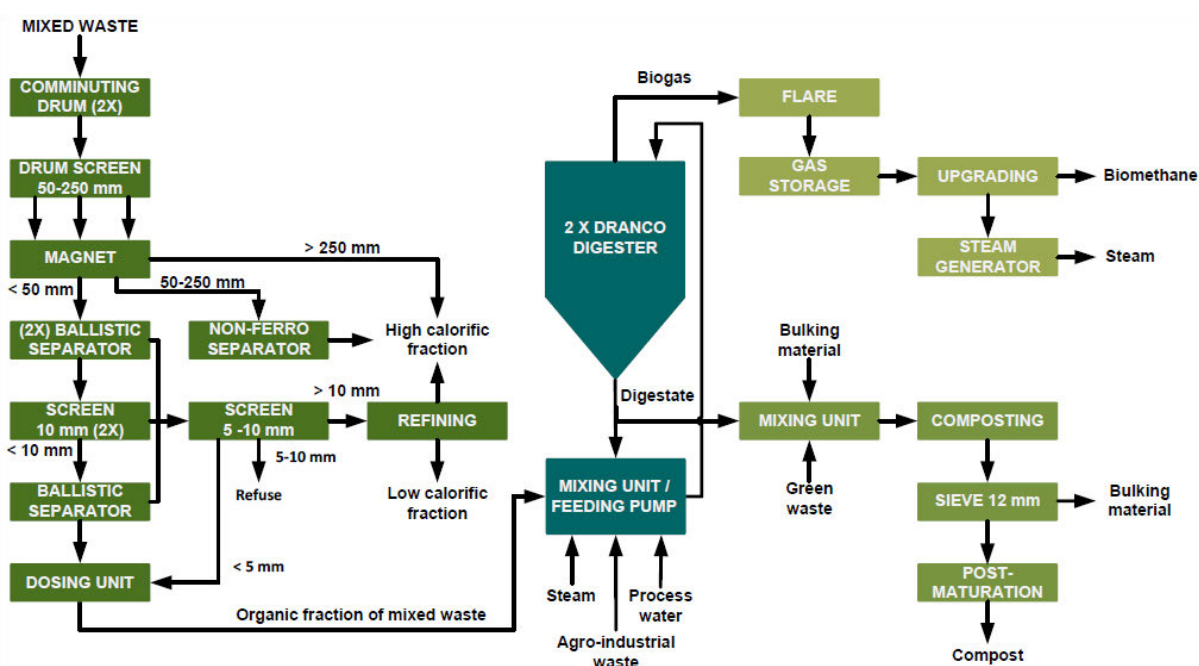 MIXED WASTE
COMMINUTING
DRUM (2X)
DRUM SCREEN
50-250 mm
MAGNET
> 250 mm
< 50 mm
50-250 mm
(2X) BALLISTIC
SEPARATOR
NON-FERRO
SEPARATOR
High calorific
fraction
> 10 mm
SCREEN
10 mm (2X)
SCREEN
5 -10 mm
REFINING
< 10 mm
5-10 mm
Refuse
Low calorific
fraction
BALLISTIC
SEPARATOR
< 5 mm
DOSING UNIT
Organic fraction of mixed waste
Biogas
2 X DRANCO
DIGESTER
Digestate
MIXING UNIT /
FEEDING PUMP
Steam
Process
water
Agro-industrial
waste
FLARE
GAS
STORAGE
UPGRADING
Biomethane
STEAM
GENERATOR
Steam
Bulking
material
MIXING UNIT
COMPOSTING
Green
waste
SIEVE 12 mm
Bulking
material
POST-
MATURATION
Compost